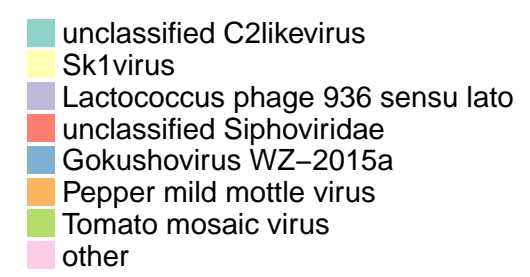 unclassified C2likevirus
Sk1virus
Lactococcus phage 936 sensu lato
unclassified Siphoviridae
Gokushovirus WZ−2015a
Pepper mild mottle virus
Tomato mosaic virus
other